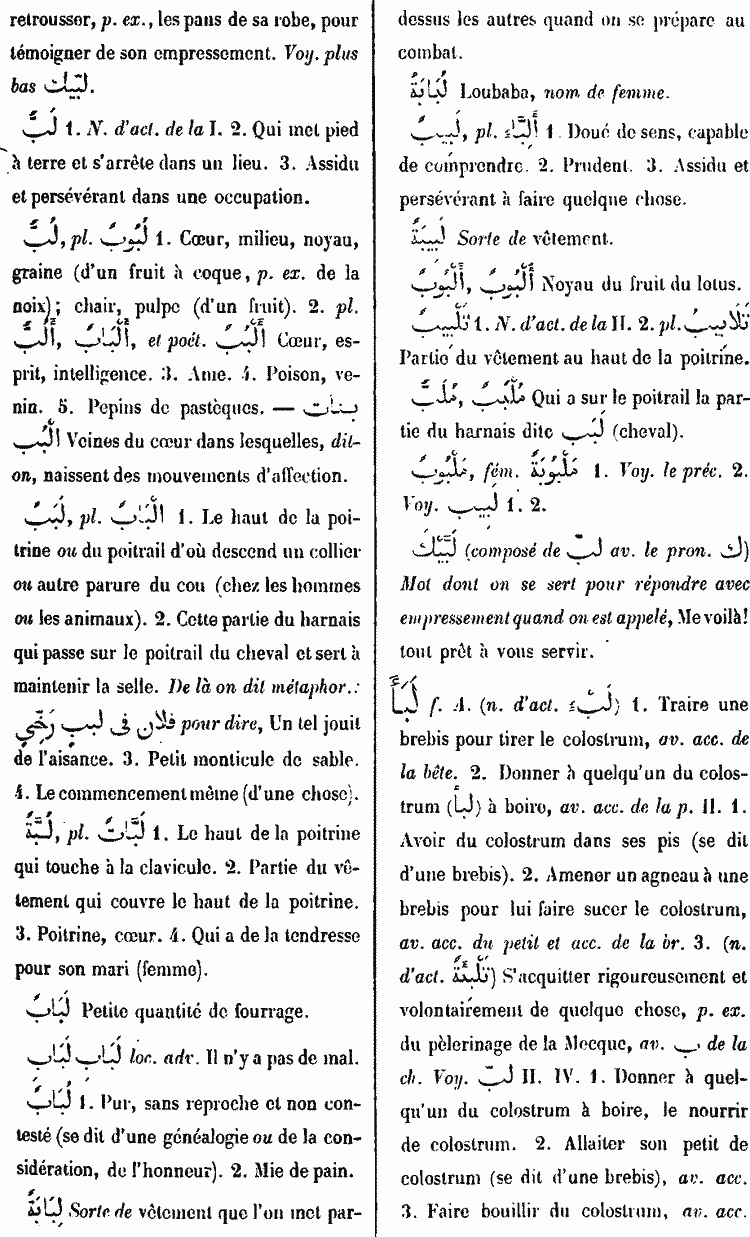 retrousser, p. ex., les pans de sa robe, pour
témoigner de son empressement. Voy. plus
bas لَبَّيْكَ.
لَبٌّ 1. N. d'act. de la I. 2. Qui met pied
à terre et s'arrête dans un lieu. 3. Assidu
et persévérant dans une occupation.
لُبٌّ, pl. لُبُوبٌ 1. Cœur, milieu, noyau,
graine (d'un fruit à coque, p. ex. de la
noix); chair, pulpe (d'un fruit). 2. pl.
أَلُبٌّ, أَلْبَابٌ, et poét. أَلْبُبٌ Cœur, es-
prit, intelligence. 3. Ame. 4. Poison, ve-
nin. 5. Pepins de pastèques. — بنات
أَلْبُبٍ Veines du cœur dans lesquelles, dit-
on, naissent des mouvements d'affection.
لَبَبٌ, pl. أَلْبَابٌ 1. Le haut de la poi-
trine ou du poitrail d'où descend un collier
ou autre parure du cou (chez les hommes
ou les animaux). 2. Cette partie du harnais
qui passe sur le poitrail du cheval et sert à
maintenir la selle. De là on dit métaphor.:
فلان فى لبب رَخِىّ pour dire, Un tel jouit
de l'aisance. 3. Petit monticule de sable.
4. Le commencement même (d'une chose).
لَبَّةٌ, pl. لَبَّاتٌ 1. Le haut de la poitrine
qui touche à la clavicule. 2. Partie du vê-
tement qui couvre le haut de la poitrine.
3. Poitrine, cœur. 4. Qui a de la tendresse
pour son mari (femme).
لَبَابٌ Petite quantité de fourrage.
لَبَابِ لَبَابِ loc. adv. Il n'y a pas de mal.
لُبَابٌ 1. Pur, sans reproche et non con-
testé (se dit d'une généalogie ou de la con-
sidération, de l'honneur). 2. Mie de pain.
لِبَابَةٌ Sorte de vêtement que l'on met par-
dessus les autres quand on se prépare au
combat.
لُبَابَةُ Loubaba, nom de femme.
لَبِيبٌ, pl. أَلِبَّاءُ 1. Doué de sens, capable
de comprendre. 2. Prudent. 3. Assidu et
persévérant à faire quelque chose.
لَبِيبَةٌ Sorte de vêtement.
أَلْبُوبٌ, أُلْبُوبٌ Noyau du fruit du lotus.
تَلْبِيبٌ 1. N. d'act. de la II. 2. pl. تَلَابِيبُ
Partie du vêtement au haut de la poitrine.
مُلَبَّبٌ, مُلَبٌّ Qui a sur le poitrail la par-
tie du harnais dite لَبَب (cheval).
مَلْبُوبٌ, fém. مَلْبُوبَةٌ 1. Voy. le préc. 2.
Voy. لبيب 1. 2.
لَبَّيْكَ (composé de لبّ av. le pron. ك)
Mot dont on se sert pour répondre avec
empressement quand on est appelé, Me voilà!
tout prêt à vous servir.
لَبَأَ f. A. (n. d'act. لَبْءٌ) 1. Traire une
brebis pour tirer le colostrum, av. acc. de
la bête. 2. Donner à quelqu'un du colos-
trum (لبأ) à boire, av. acc. de la p. II. 1.
Avoir du colostrum dans ses pis (se dit
d'une brebis). 2. Amener un agneau à une
brebis pour lui faire sucer le colostrum,
av. acc. du petit et acc. de la br. 3. (n.
d'act. تَلْبِئَةٌ) S'acquitter rigoureusement et
volontairement de quelque chose, p. ex.
du pèlerinage de la Mecque, av. ب de la
ch. Voy. لبّ II. IV. 1. Donner à quel-
qu'un du colostrum à boire, le nourrir
de colostrum. 2. Allaiter son petit de
colostrum (se dit d'une brebis), av. acc.
3. Faire bouillir du colostrum, av. acc.